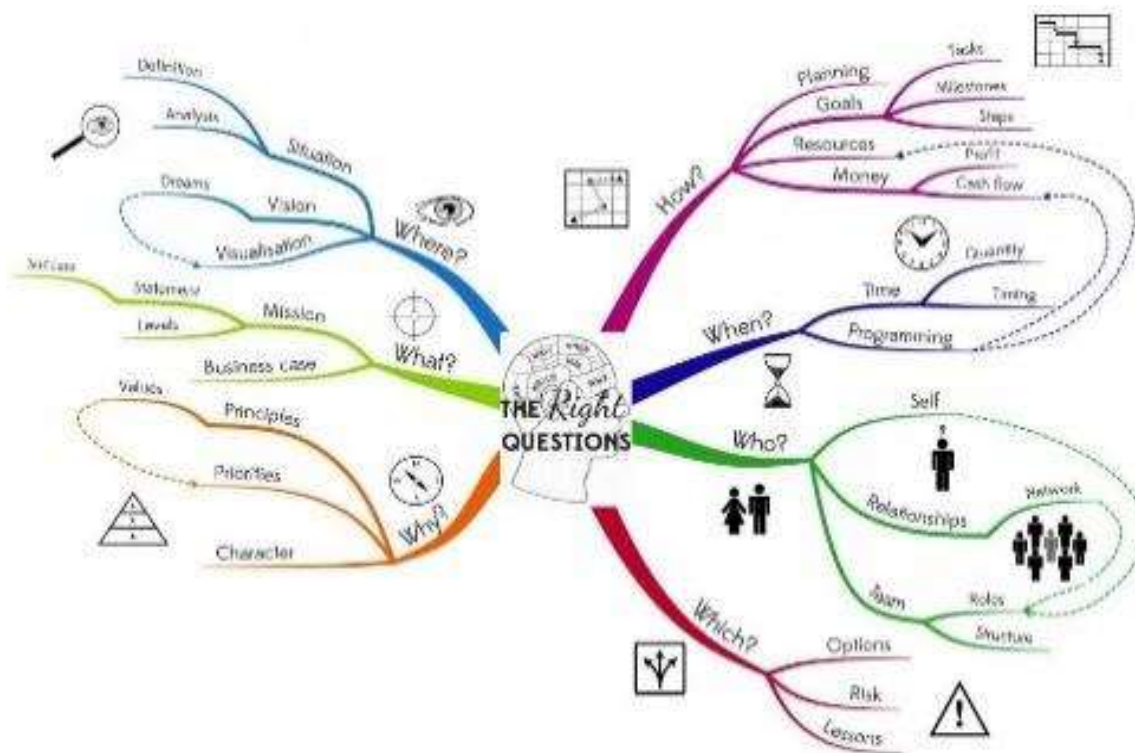 Definition
Analysis
Situation
Dreams
Vision
Visualisation
Where?
Success
Statement
Levels
Mission
Business case
What?
Values
Principles
Priorities
Character
Why?
THE Right
QUESTIONS
How?
Planning
Goals
Tasks
Milestones
Steps
Resources
Money
Profit
Cash flow
When?
Time
Quantity
Timing
Programming
Who?
Self
?
Relationships
Network
Team
Roles
Structure
Which?
Options
Risk
Lessons
!